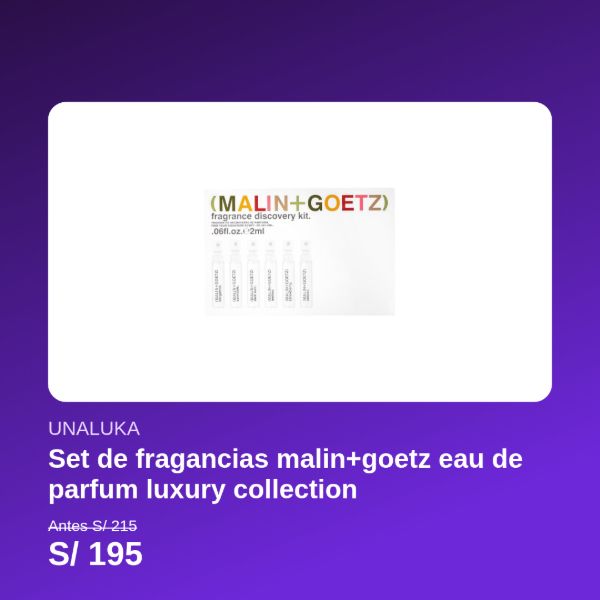 (MALIN+GOETZ)
fragrance discovery kit.
.06fl.oz. 2ml
UNALUKA
Set de fragancias malin+goetz eau de
parfum luxury collection
Antes S/ 215
S/ 195